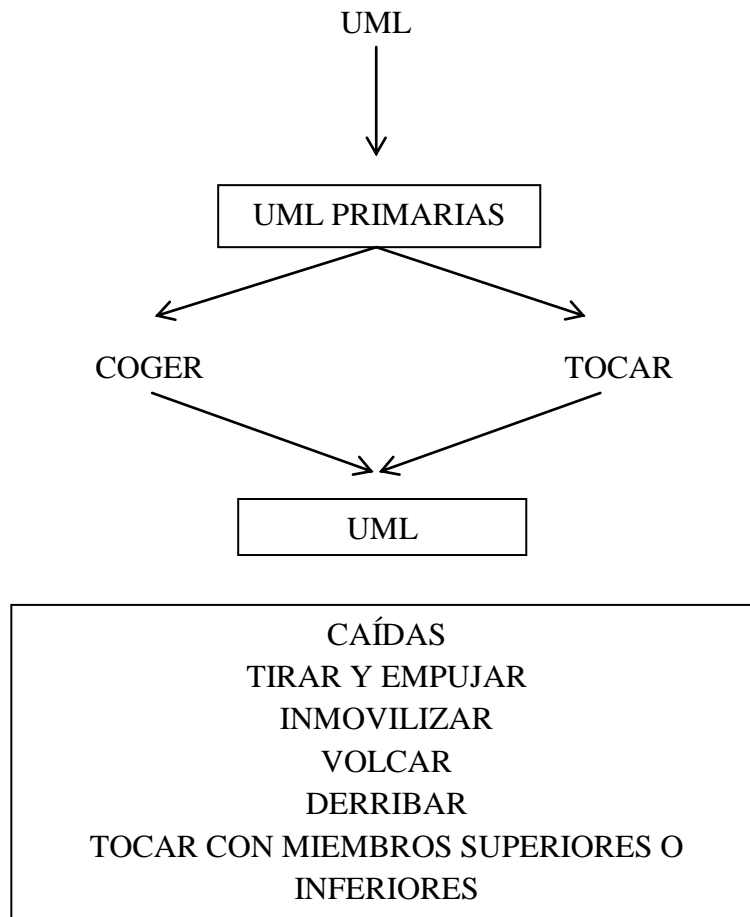 UML
UML PRIMARIAS
COGER
TOCAR
UML
CAÍDAS
TIRAR Y EMPUJAR
INMOVILIZAR
VOLCAR
DERRIBAR
TOCAR CON MIEMBROS SUPERIORES O
INFERIORES